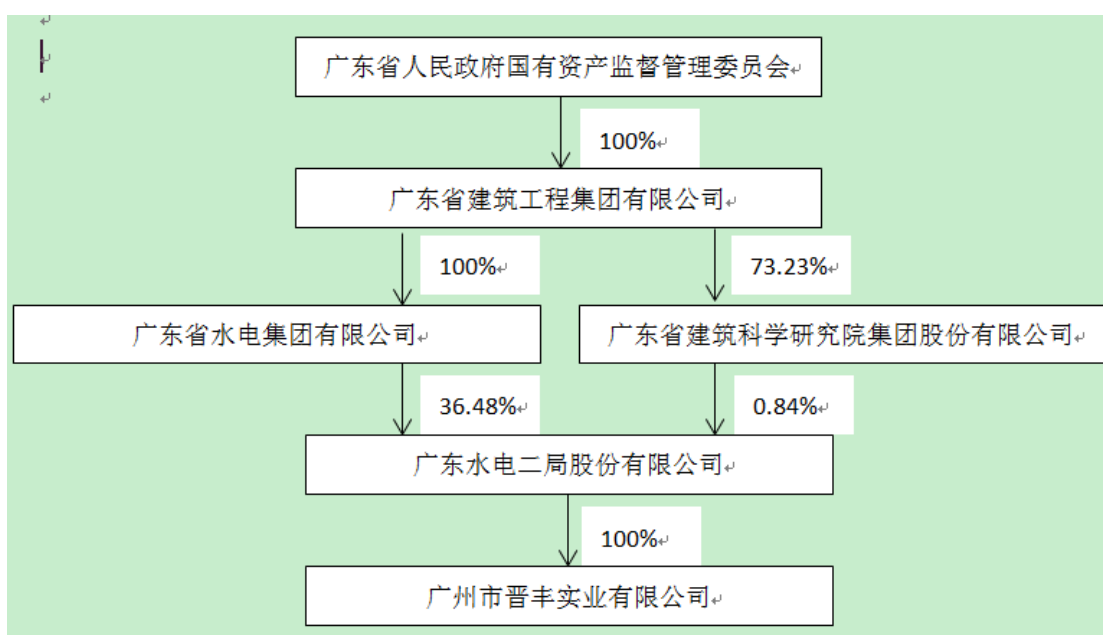 广东省人民政府国有资产监督管理委员会
100%
广东省建筑工程集团有限公司
100%
73.23%
广东省水电集团有限公司
广东省建筑科学研究院集团股份有限公司
36.48%
0.84%
广东水电二局股份有限公司
100%
广州市晋丰实业有限公司